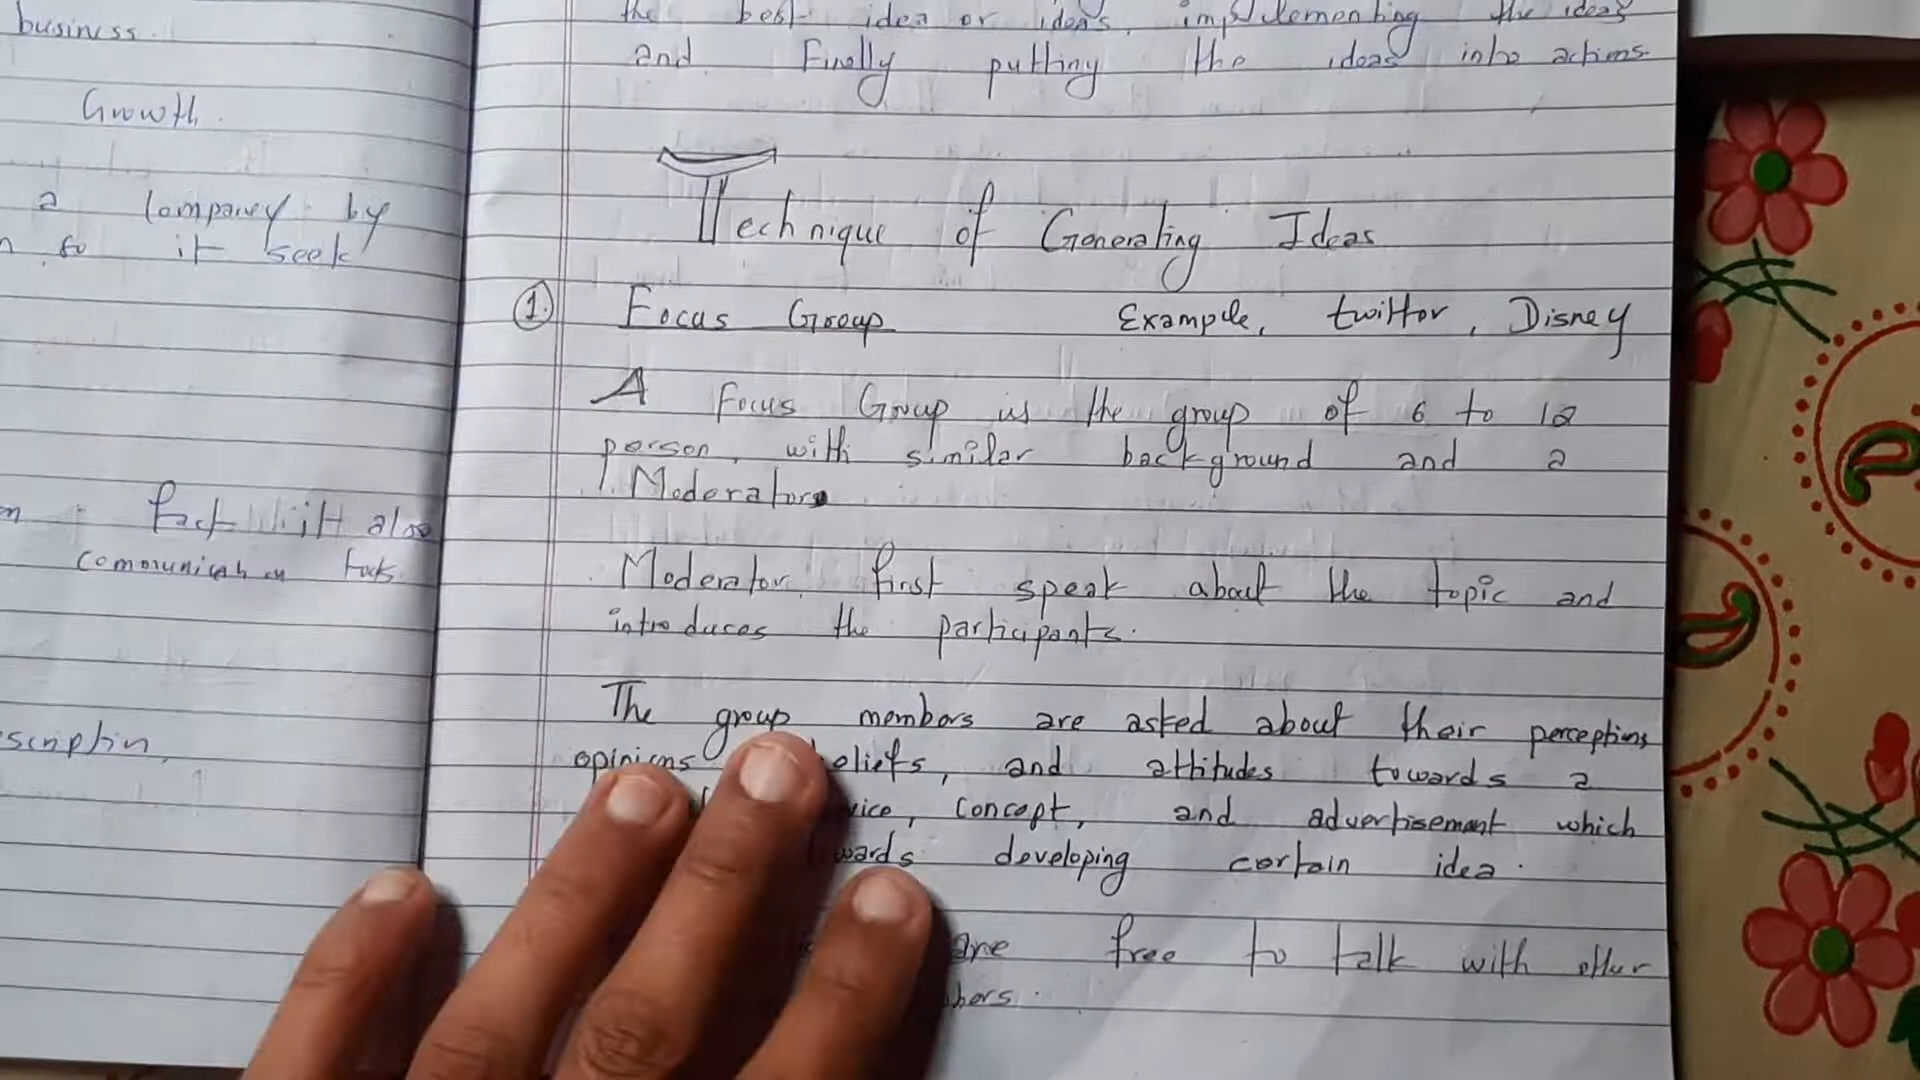 business.
Growth.
a Company by
so it seek
fact it also
communication
scription
the best idea or ideas, implementing the ideas
and Finally putting the ideas into actions.
Technique of Generating Ideas
1. Focus Group Example, twitter, Disney
A Focus Group is the group of 6 to 12
person, with similar background and a
Moderator
Moderator first speak about the topic and
introduces the participants.
The group members are asked about their perceptions
opinions beliefs, and attitudes towards a
concept, and advertisement which
developing certain idea.
are free to talk with other